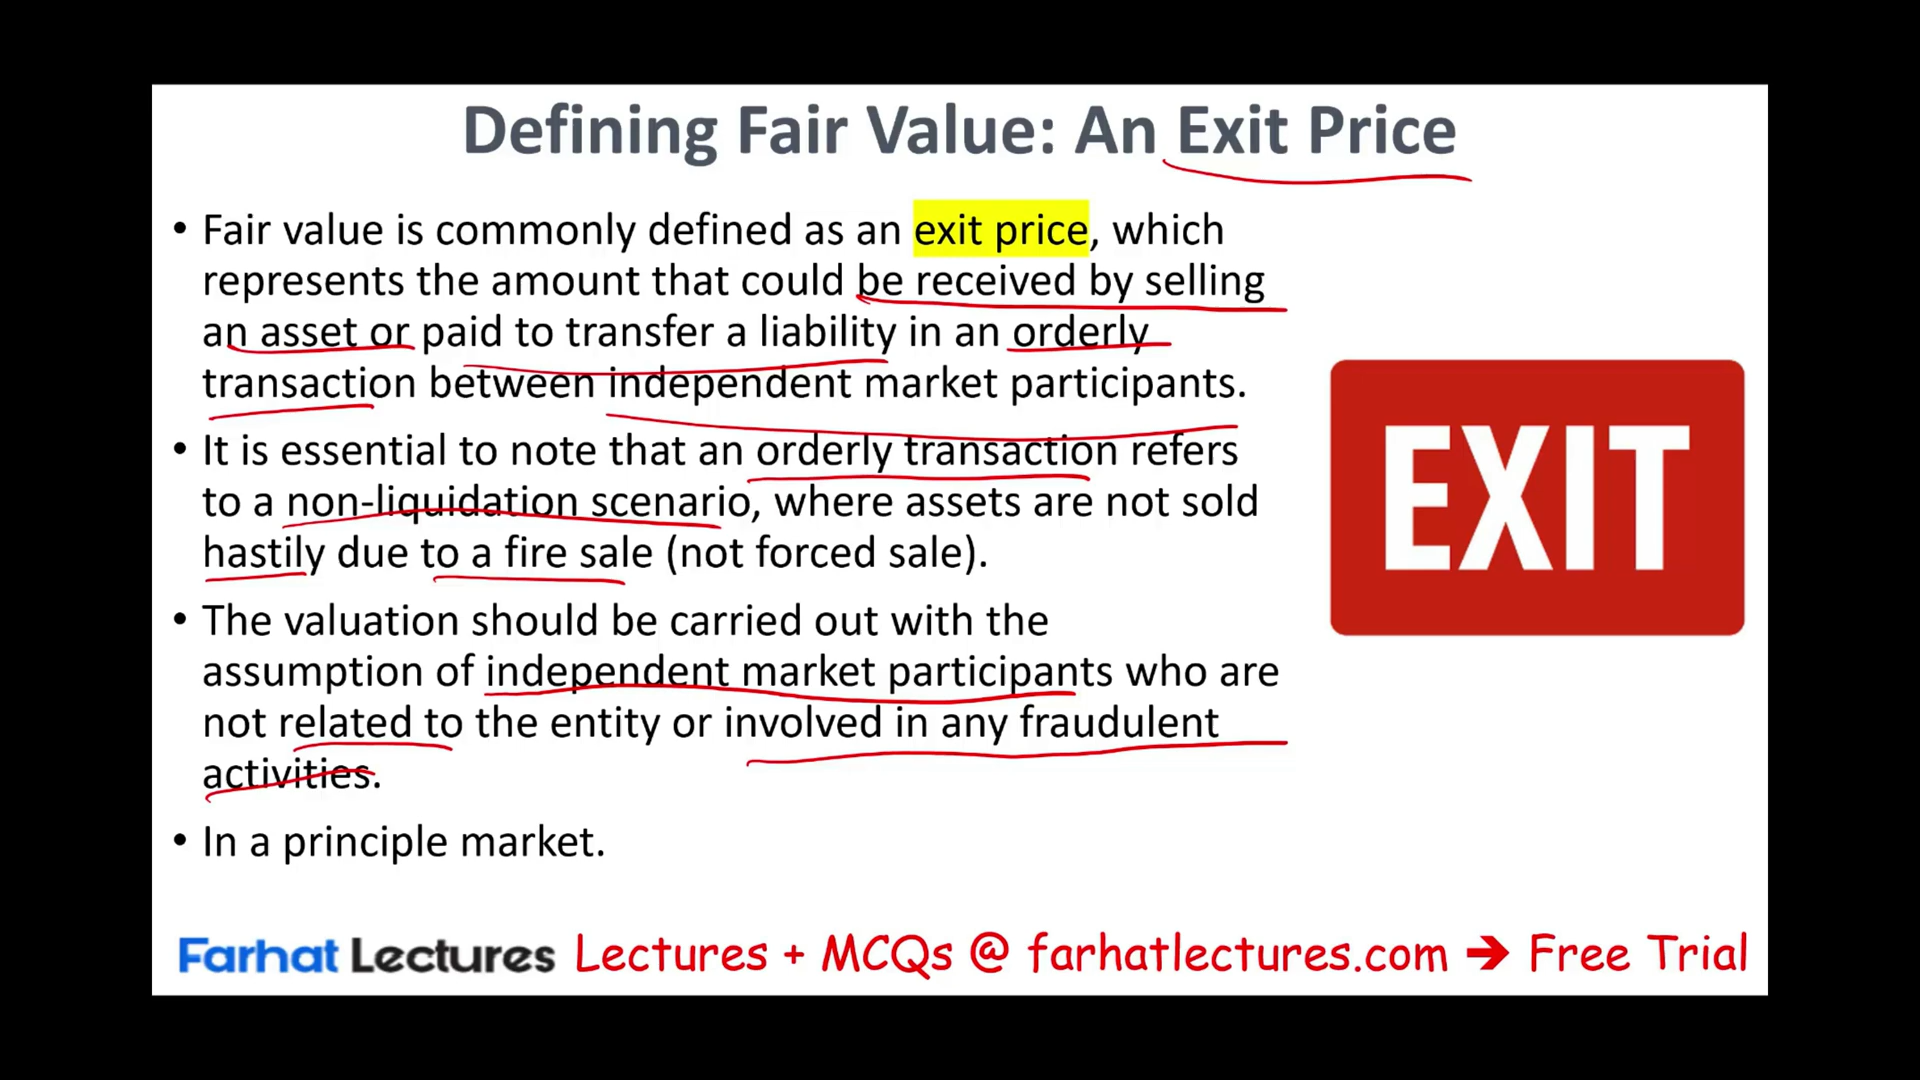 Defining Fair Value: An Exit Price
• Fair value is commonly defined as an exit price, which
represents the amount that could be received by selling
an asset or paid to transfer a liability in an orderly
transaction between independent market participants.
• It is essential to note that an orderly transaction refers
to a non-liquidation scenario, where assets are not sold
hastily due to a fire sale (not forced sale).
• The valuation should be carried out with the
assumption of independent market participants who are
not related to the entity or involved in any fraudulent
activities.
• In a principle market.
EXIT
Farhat Lectures Lectures + MCQs @ farhatlectures.com ➔ Free Trial